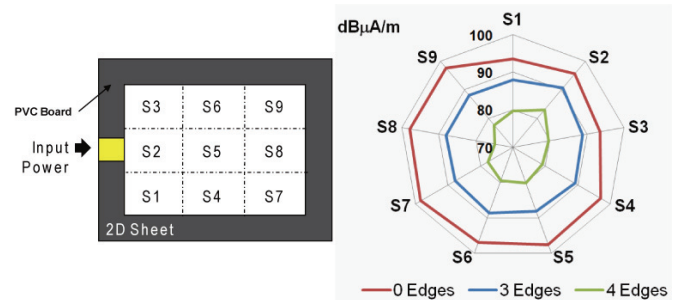 PVC Board
Input
Power
S3 S6 S9
S2 S5 S8
S1 S4 S7
2D Sheet
dBµA/m
S1
100
S9
S2
90
80
S8
S3
70
S7
S4
S6
S5
0 Edges 3 Edges 4 Edges